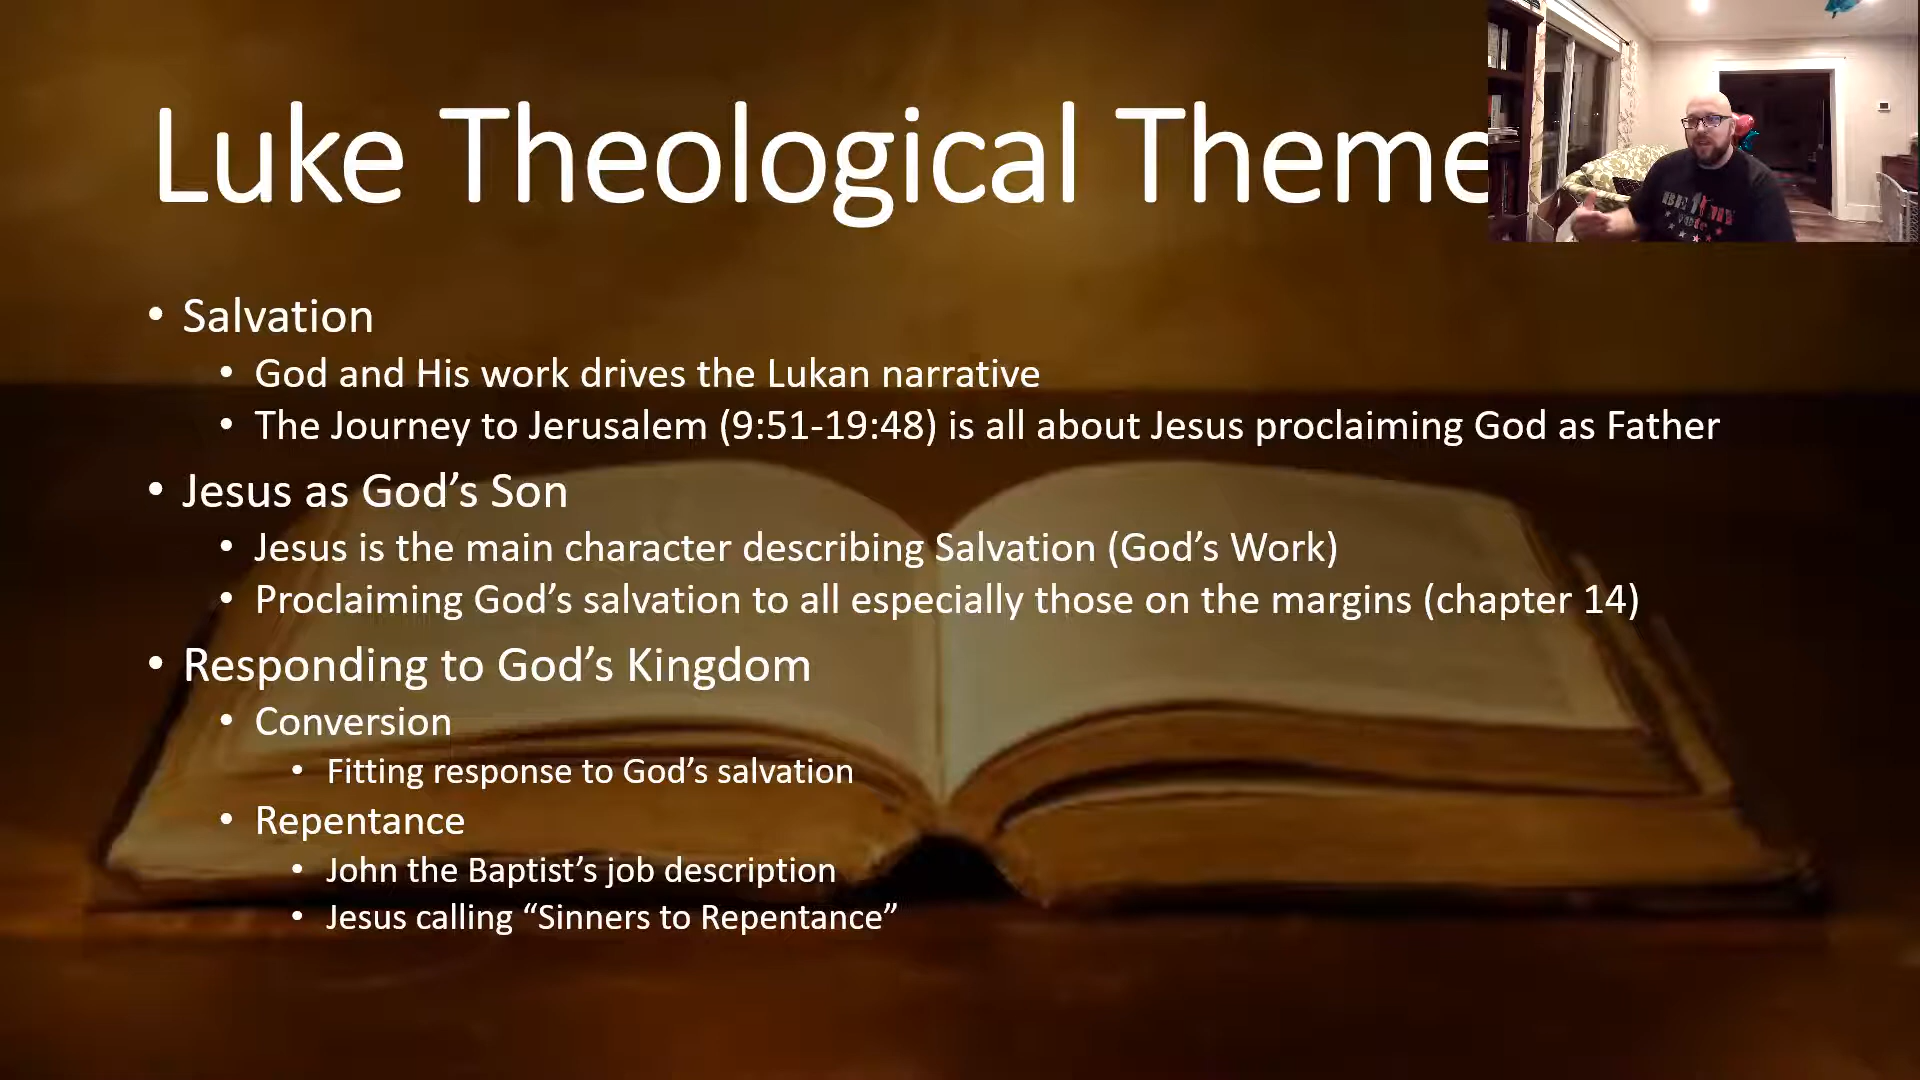 Luke Theological Theme
• Salvation
• God and His work drives the Lukan narrative
• The Journey to Jerusalem (9:51-19:48) is all about Jesus proclaiming God as Father
• Jesus as God’s Son
• Jesus is the main character describing Salvation (God’s Work)
• Proclaiming God’s salvation to all especially those on the margins (chapter 14)
• Responding to God’s Kingdom
• Conversion
• Fitting response to God’s salvation
• Repentance
• John the Baptist’s job description
• Jesus calling “Sinners to Repentance”